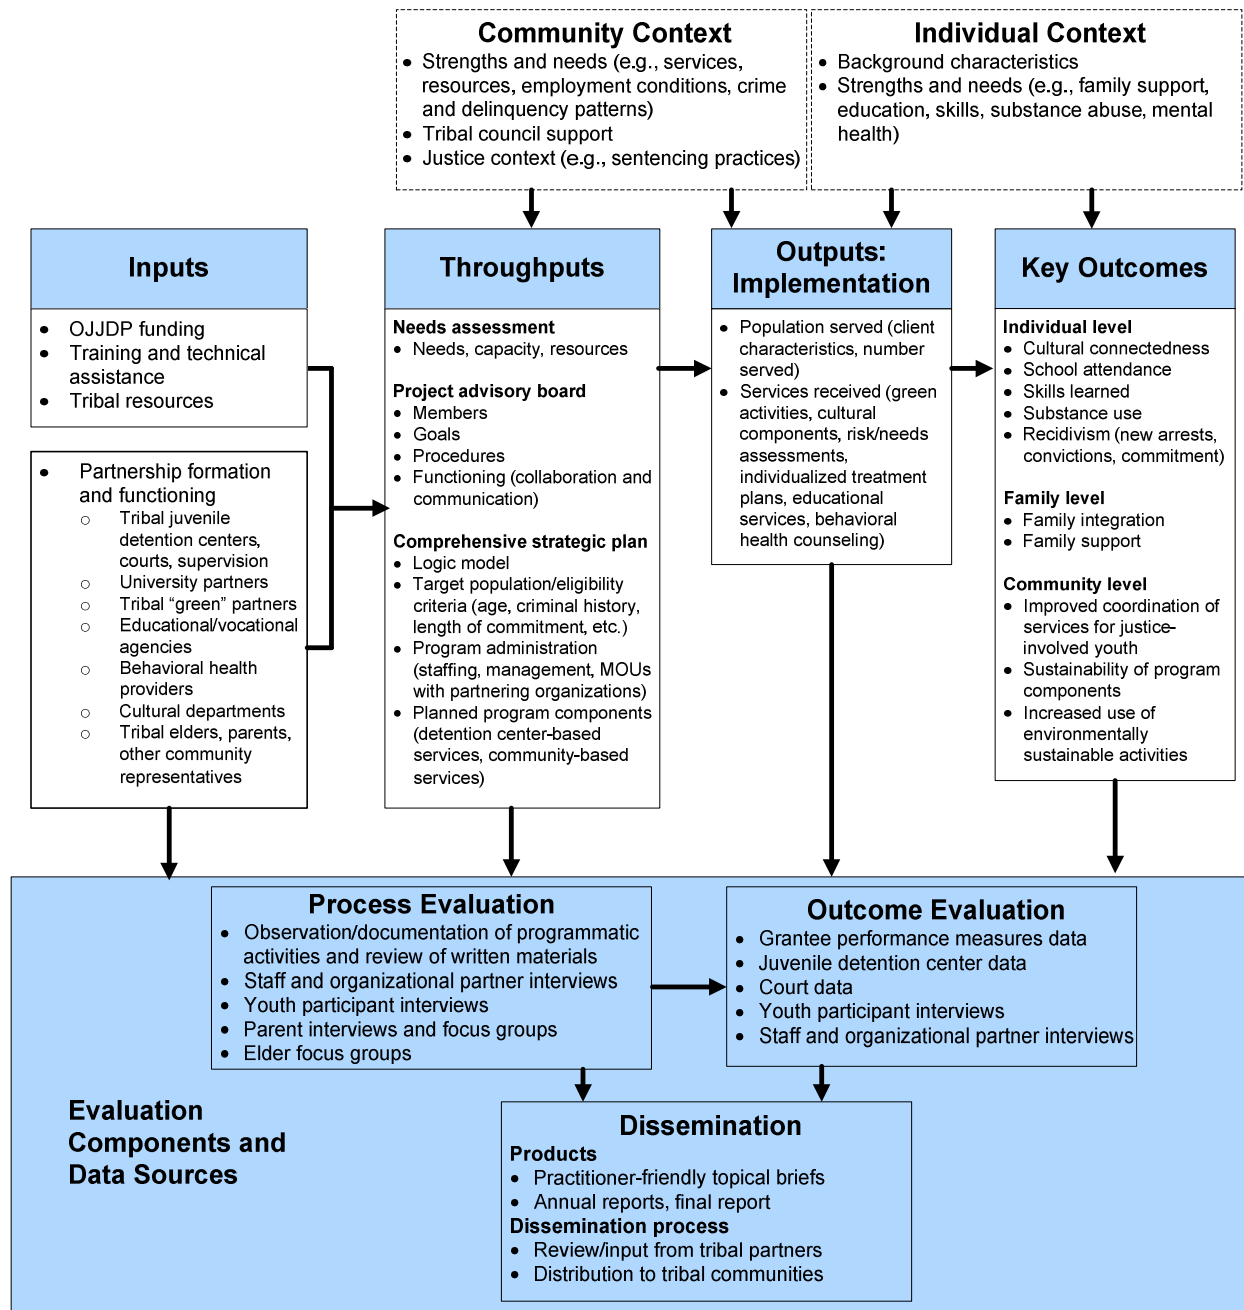 Community Context
• Strengths and needs (e.g., services,
resources, employment conditions, crime
and delinquency patterns)
• Tribal council support
• Justice context (e.g., sentencing practices)
Individual Context
• Background characteristics
• Strengths and needs (e.g., family support,
education, skills, substance abuse, mental
health)
Inputs
• OJJDP funding
• Training and technical
assistance
• Tribal resources
• Partnership formation
and functioning
○ Tribal juvenile
detention centers,
courts, supervision
○ University partners
○ Tribal “green” partners
○ Educational/vocational
agencies
○ Behavioral health
providers
○ Cultural departments
○ Tribal elders, parents,
other community
representatives
Throughputs
Needs assessment
• Needs, capacity, resources
Project advisory board
• Members
• Goals
• Procedures
• Functioning (collaboration and
communication)
Comprehensive strategic plan
• Logic model
• Target population/eligibility
criteria (age, criminal history,
length of commitment, etc.)
• Program administration
(staffing, management, MOUs
with partnering organizations)
• Planned program components
(detention center-based
services, community-based
services)
Outputs:
Implementation
• Population served (client
characteristics, number
served)
• Services received (green
activities, cultural
components, risk/needs
assessments,
individualized treatment
plans, educational
services, behavioral
health counseling)
Key Outcomes
Individual level
• Cultural connectedness
• School attendance
• Skills learned
• Substance use
• Recidivism (new arrests,
convictions, commitment)
Family level
• Family integration
• Family support
Community level
• Improved coordination of
services for justice-
involved youth
• Sustainability of program
components
• Increased use of
environmentally
sustainable activities
Process Evaluation
• Observation/documentation of programmatic
activities and review of written materials
• Staff and organizational partner interviews
• Youth participant interviews
• Parent interviews and focus groups
• Elder focus groups
Outcome Evaluation
• Grantee performance measures data
• Juvenile detention center data
• Court data
• Youth participant interviews
• Staff and organizational partner interviews
Evaluation
Components and
Data Sources
Dissemination
Products
• Practitioner-friendly topical briefs
• Annual reports, final report
Dissemination process
• Review/input from tribal partners
• Distribution to tribal communities